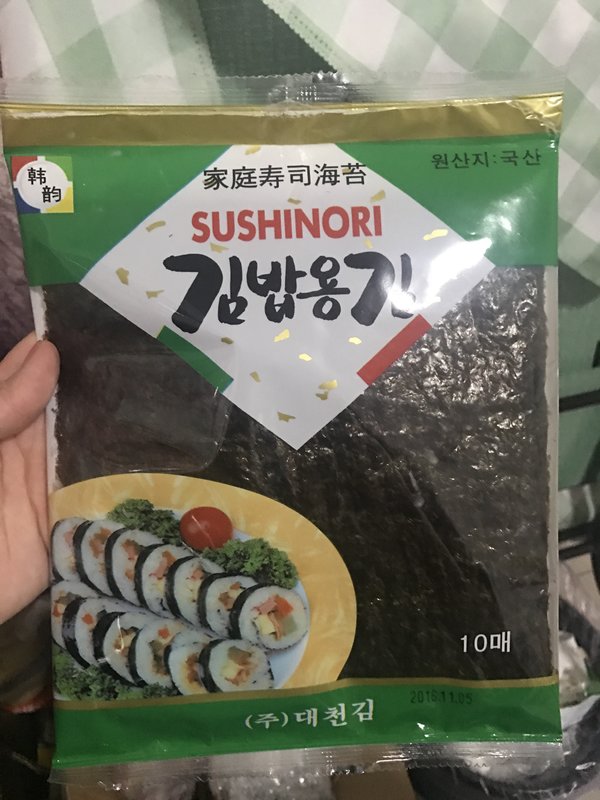 韩
韵
家庭寿司海苔
원산지:국산
SUSHINORI
김밥용김
10매
2016.11.05
(주)대천김